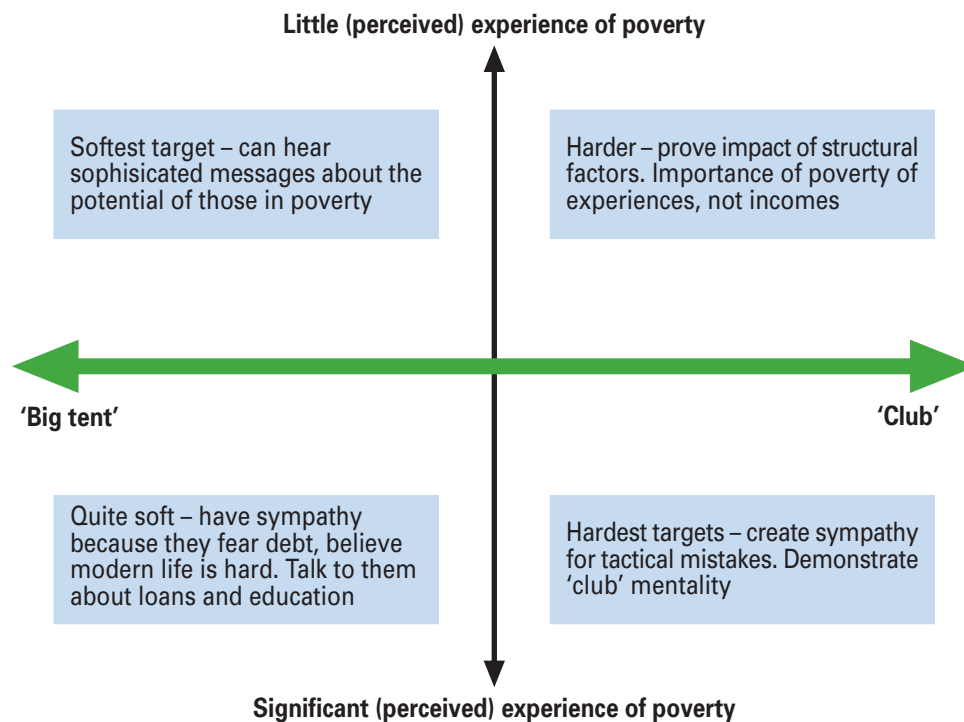 Little (perceived) experience of poverty
Softest target – can hear
sophisicated messages about the
potential of those in poverty
Harder – prove impact of structural
factors. Importance of poverty of
experiences, not incomes
‘Big tent’
‘Club’
Quite soft – have sympathy
because they fear debt, believe
modern life is hard. Talk to them
about loans and education
Hardest targets – create sympathy
for tactical mistakes. Demonstrate
‘club’ mentality
Significant (perceived) experience of poverty